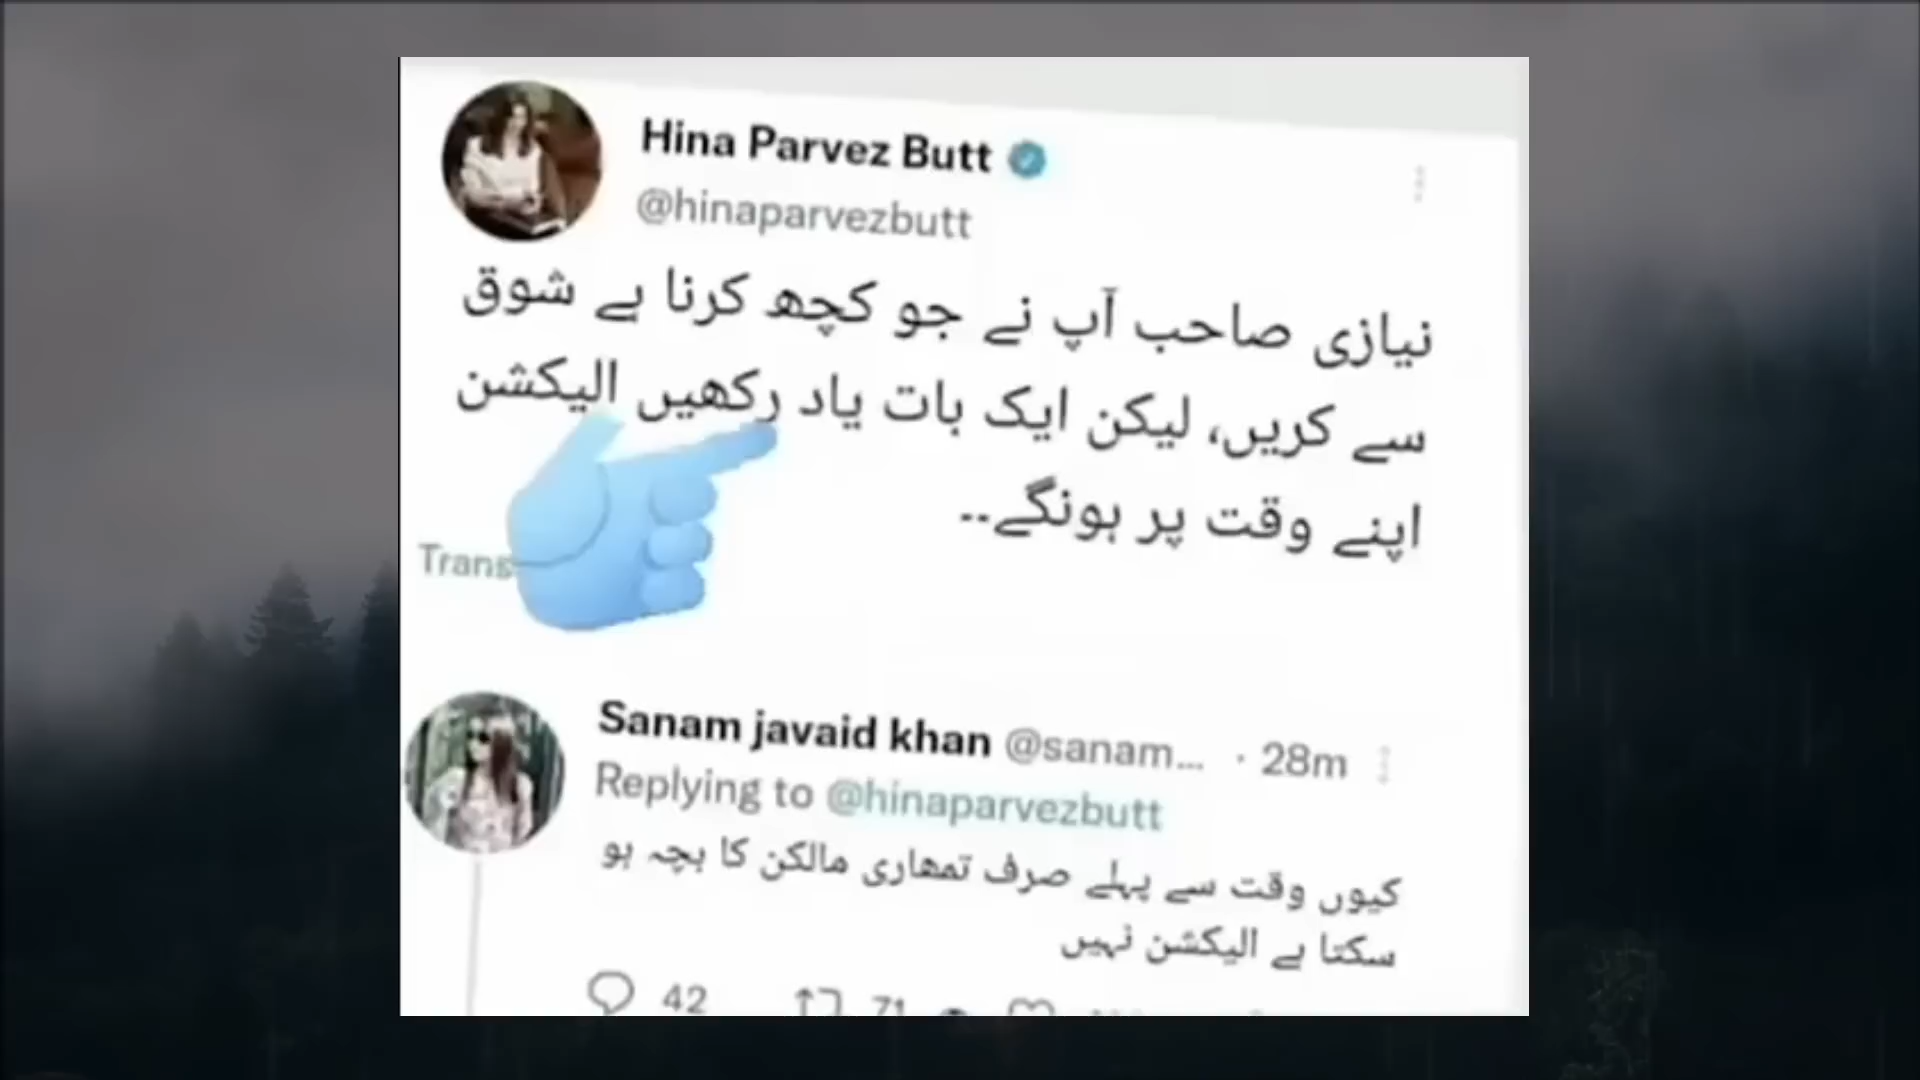 Hina Parvez Butt
@hinaparvezbutt
نیازی صاحب آپ نے جو کچھ کرنا ہے شوق
سے کریں، لیکن ایک بات یاد رکھیں الیکشن
اپنے وقت پر ہونگے۔۔
Trans
Sanam javaid khan @sanam... · 28m
Replying to @hinaparvezbutt
کیوں وقت سے پہلے صرف تمھاری مالکن کا بچہ ہو
سکتا ہے الیکشن نہیں
42 71